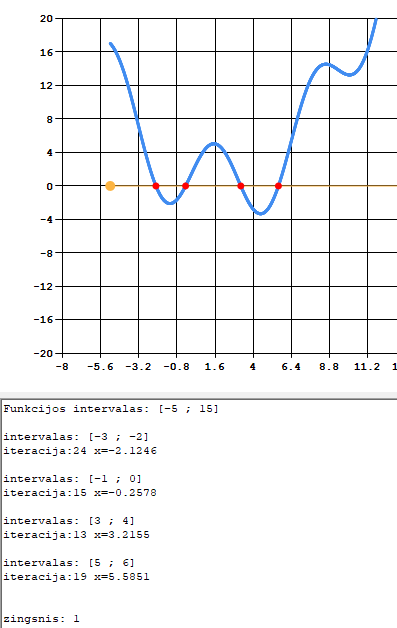 20
16
12
8
4
0
-4
-8
-12
-16
-20
-8 -5.6 -3.2 -0.8 1.6 4 6.4 8.8 11.2 1
Funkcijos intervalas: [-5 ; 15]
intervalas: [-3 ; -2]
iteracija:24 x=-2.1246
intervalas: [-1 ; 0]
iteracija:15 x=-0.2578
intervalas: [3 ; 4]
iteracija:13 x=3.2155
intervalas: [5 ; 6]
iteracija:19 x=5.5851
zingsnis: 1